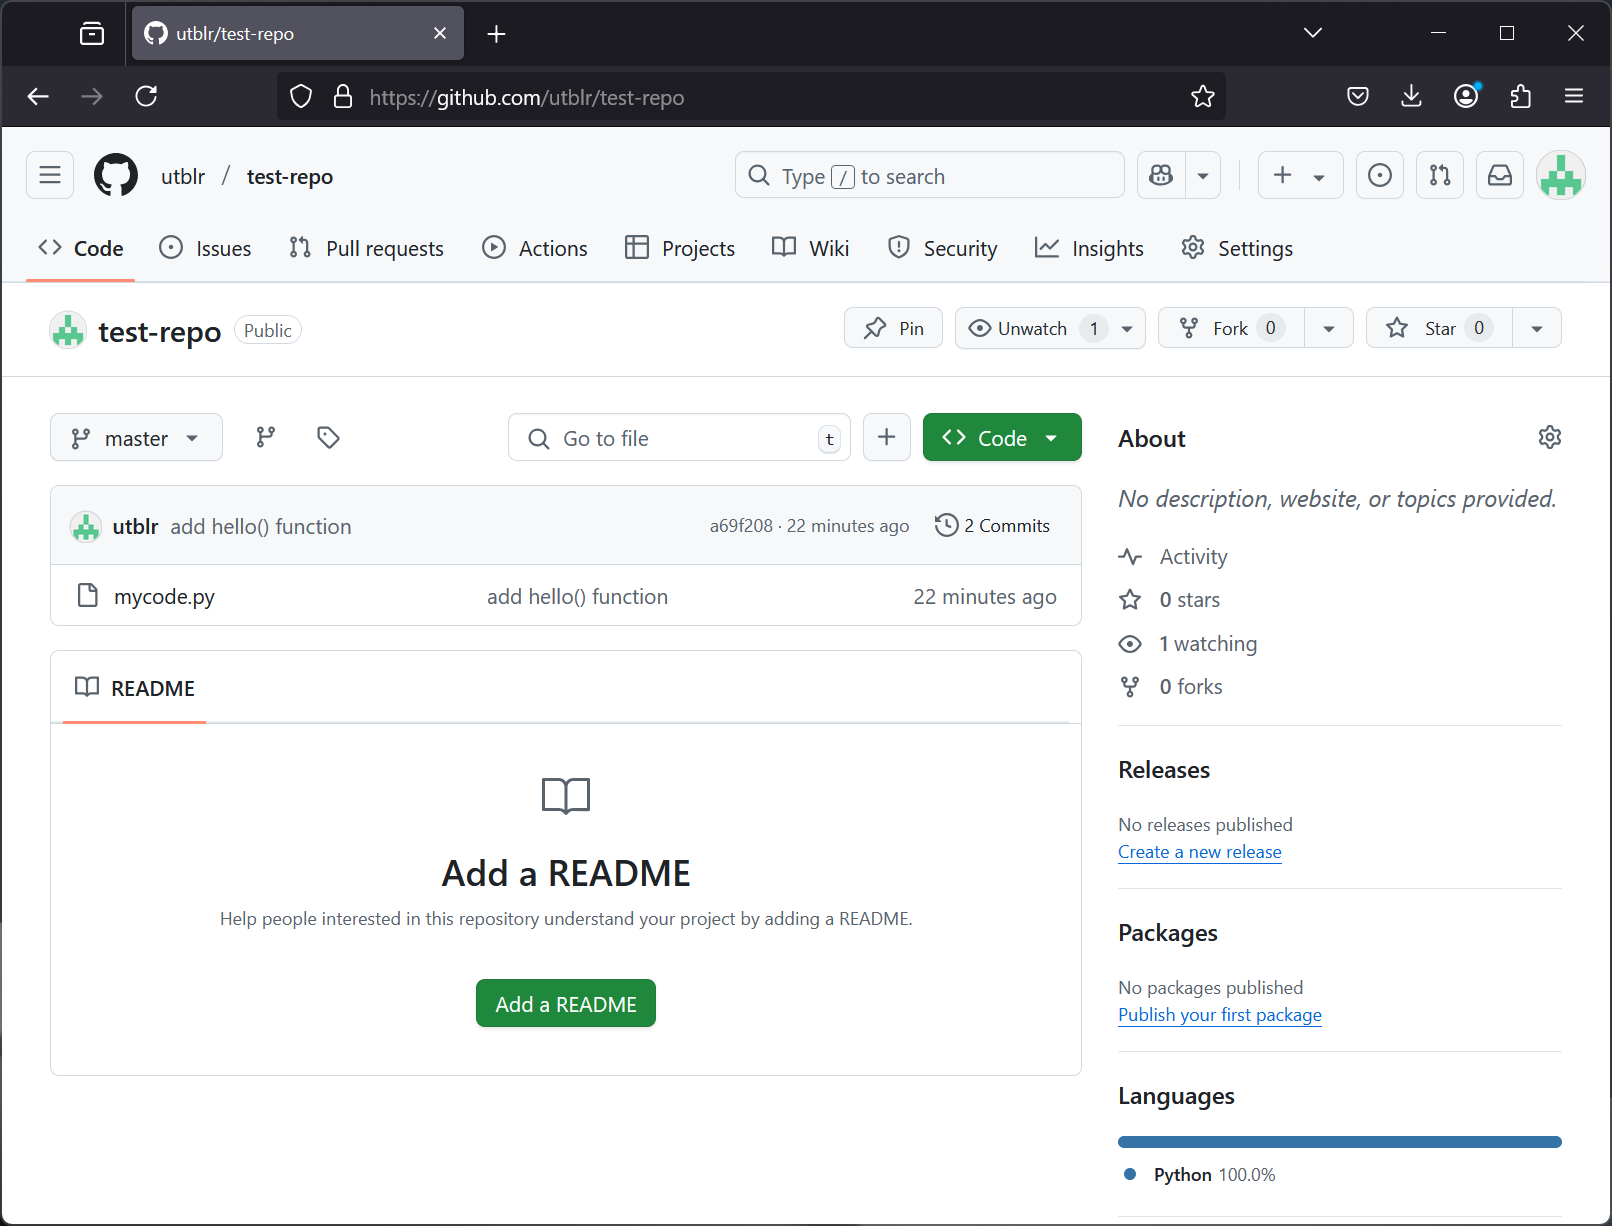 utblr/test-repo
https://github.com/utblr/test-repo
utblr / test-repo
Type / to search
Code Issues Pull requests Actions Projects Wiki Security Insights Settings
test-repo Public
Pin Unwatch 1 Fork 0 Star 0
master Go to file t Code
utblr add hello() function a69f208 · 22 minutes ago 2 Commits
mycode.py add hello() function 22 minutes ago
README
Add a README
Help people interested in this repository understand your project by adding a README.
Add a README
About
No description, website, or topics provided.
Activity
0 stars
1 watching
0 forks
Releases
No releases published
Create a new release
Packages
No packages published
Publish your first package
Languages
Python 100.0%